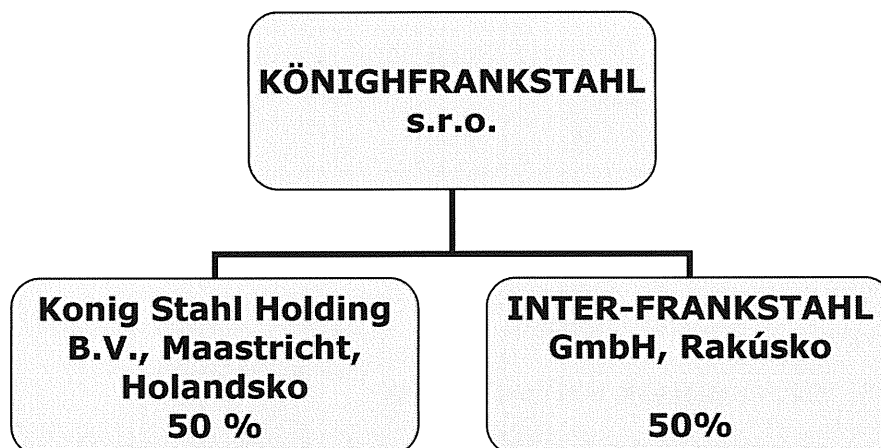 KÖNIGHFRANKSTAHL
s.r.o.
Konig Stahl Holding
B.V., Maastricht,
Holandsko
50 %
INTER-FRANKSTAHL
GmbH, Rakúsko
50%